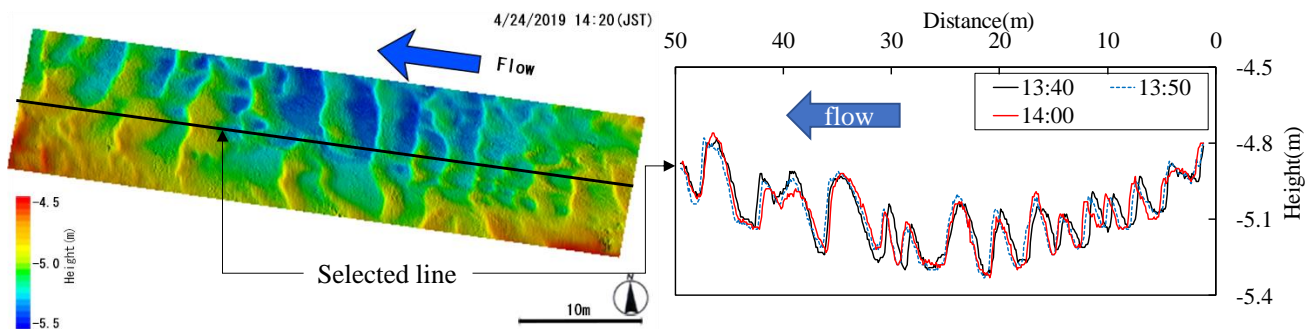 4/24/2019 14:20(JST)
Flow
-4.5
-5.0
-5.5
Height(m)
Selected line
N
10m
Distance(m)
50 40 30 20 10 0
13:40 13:50
14:00
flow
-4.5
-4.8
-5.1
-5.4
Height(m)